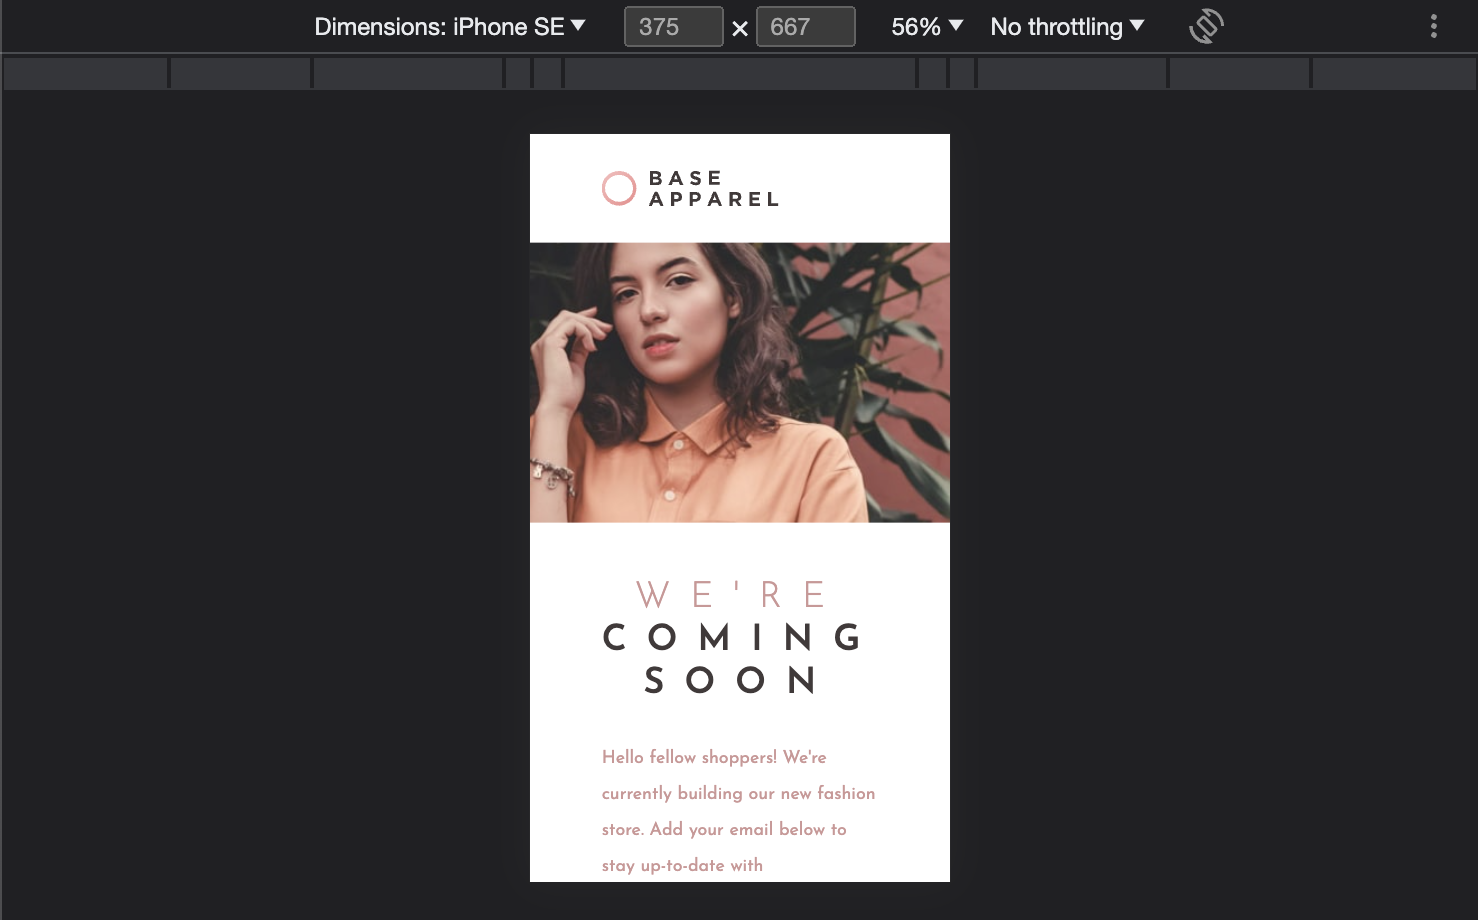 Dimensions: iPhone SE 375 × 667 56% No throttling
BASE
APPAREL
WE'RE
COMING
SOON
Hello fellow shoppers! We're
currently building our new fashion
store. Add your email below to
stay up-to-date with